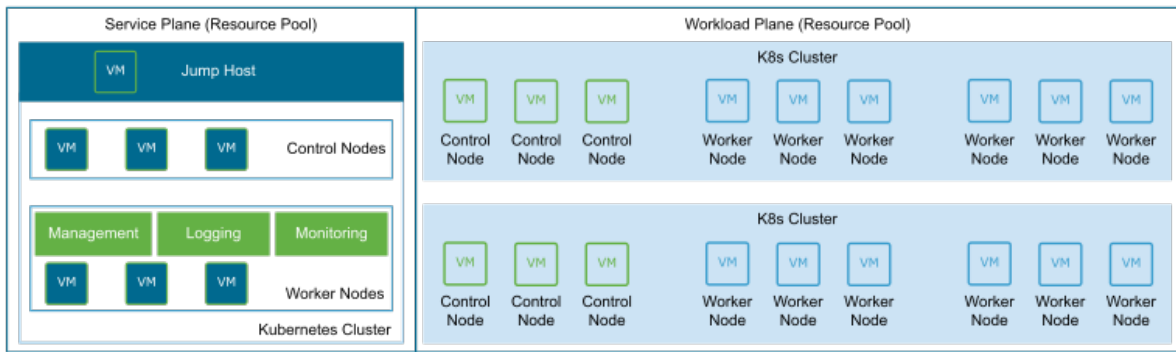 Service Plane (Resource Pool)
VM
Jump Host
VM VM VM Control Nodes
Management Logging Monitoring
VM VM VM
Worker Nodes
Kubernetes Cluster
Workload Plane (Resource Pool)
K8s Cluster
VM VM VM VM VM VM VM VM VM
Control Control Control Worker Worker Worker Worker Worker Worker
Node Node Node Node Node Node Node Node Node
K8s Cluster
VM VM VM VM VM VM VM VM VM
Control Control Control Worker Worker Worker Worker Worker Worker
Node Node Node Node Node Node Node Node Node